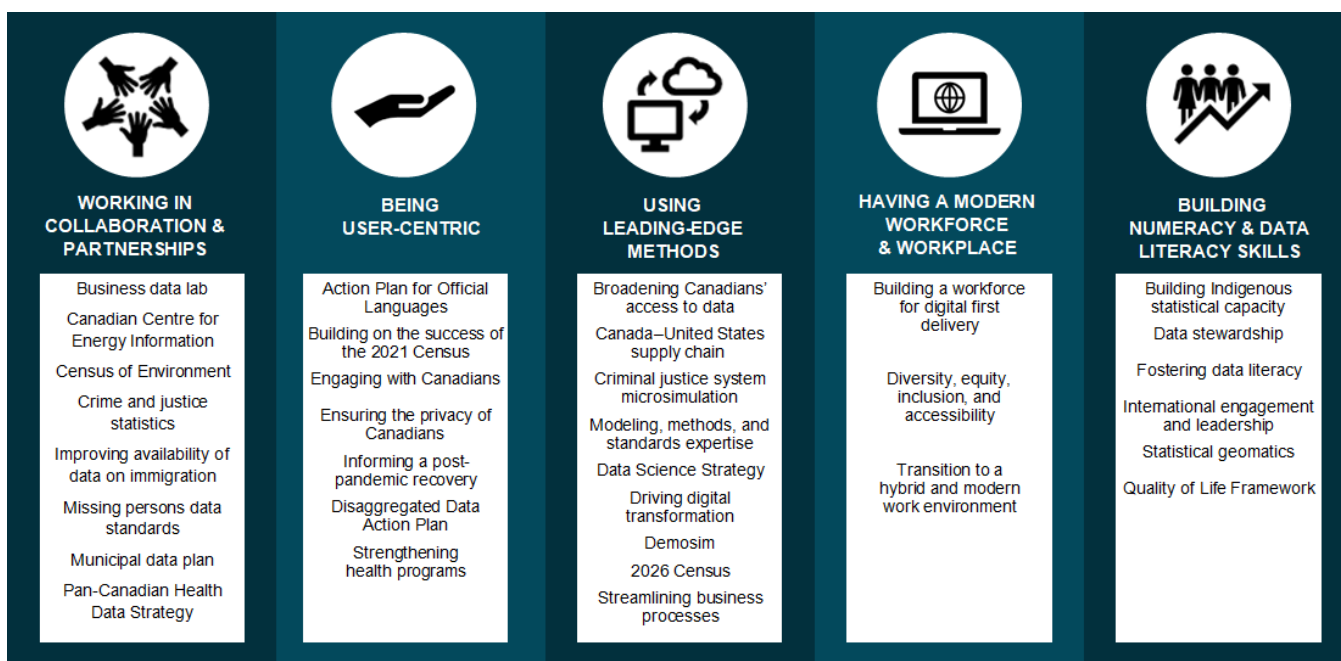 WORKING IN
COLLABORATION &
PARTNERSHIPS
Business data lab
Canadian Centre for
Energy Information
Census of Environment
Crime and justice
statistics
Improving availability of
data on immigration
Missing persons data
standards
Municipal data plan
Pan-Canadian Health
Data Strategy
BEING
USER-CENTRIC
Action Plan for Official
Languages
Building on the success of
the 2021 Census
Engaging with Canadians
Ensuring the privacy of
Canadians
Informing a post-
pandemic recovery
Disaggregated Data
Action Plan
Strengthening
health programs
USING
LEADING-EDGE
METHODS
Broadening Canadians’
access to data
Canada–United States
supply chain
Criminal justice system
microsimulation
Modeling, methods, and
standards expertise
Data Science Strategy
Driving digital
transformation
Demosim
2026 Census
Streamlining business
processes
HAVING A MODERN
WORKFORCE
& WORKPLACE
Building a workforce
for digital first
delivery
Diversity, equity,
inclusion, and
accessibility
Transition to a
hybrid and modern
work environment
BUILDING
NUMERACY & DATA
LITERACY SKILLS
Building Indigenous
statistical capacity
Data stewardship
Fostering data literacy
International engagement
and leadership
Statistical geomatics
Quality of Life Framework